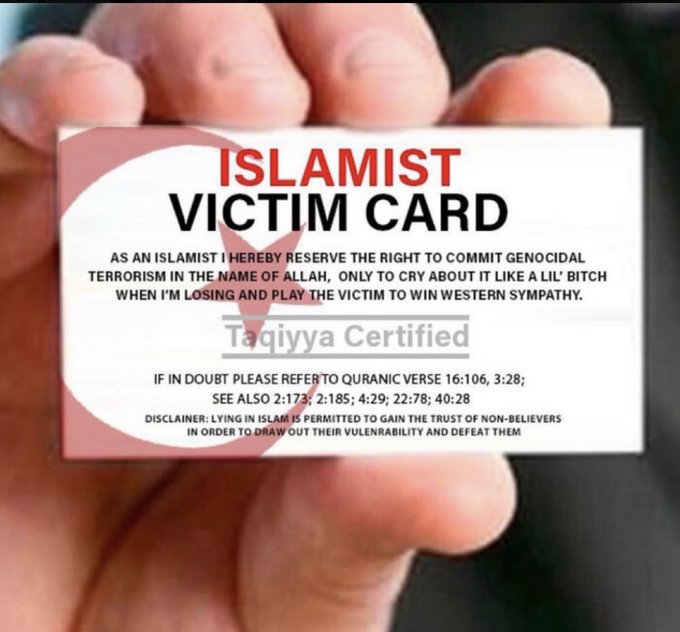 ISLAMIST
VICTIM CARD
AS AN ISLAMIST I HEREBY RESERVE THE RIGHT TO COMMIT GENOCIDAL
TERRORISM IN THE NAME OF ALLAH, ONLY TO CRY ABOUT IT LIKE A LIL' BITCH
WHEN I'M LOSING AND PLAY THE VICTIM TO WIN WESTERN SYMPATHY.
Taqiyya Certified
IF IN DOUBT PLEASE REFER TO QURANIC VERSE 16:106, 3:28;
SEE ALSO 2:173; 2:185; 4:29; 22:78; 40:28
DISCLAINER: LYING IN ISLAM IS PERMITTED TO GAIN THE TRUST OF NON-BELIEVERS
IN ORDER TO DRAW OUT THEIR VULENRABILITY AND DEFEAT THEM